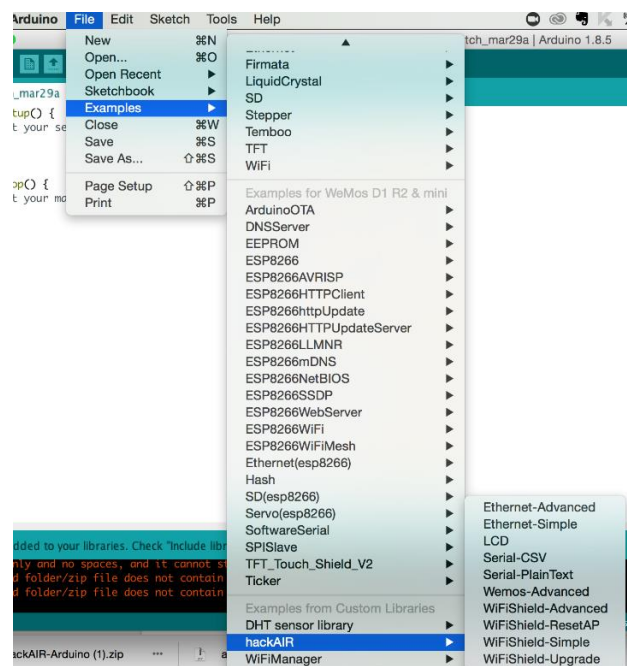 Arduino File Edit Sketch Tools Help
tch_mar29a | Arduino 1.8.5
New ⌘N
Open... ⌘O
Open Recent ▶
Sketchbook ▶
Examples ▶
Close ⌘W
Save ⌘S
Save As... ⇧⌘S
Page Setup ⇧⌘P
Print ⌘P
_mar29a
tup() {
t your se
op() {
t your ma
Firmata ▶
LiquidCrystal ▶
SD ▶
Stepper ▶
Temboo ▶
TFT ▶
WiFi ▶
Examples for WeMos D1 R2 & mini
ArduinoOTA ▶
DNSServer ▶
EEPROM ▶
ESP8266 ▶
ESP8266AVRISP ▶
ESP8266HTTPClient ▶
ESP8266httpUpdate ▶
ESP8266HTTPUpdateServer ▶
ESP8266LLMNR ▶
ESP8266mDNS ▶
ESP8266NetBIOS ▶
ESP8266SSDP ▶
ESP8266WebServer ▶
ESP8266WiFi ▶
ESP8266WiFiMesh ▶
Ethernet(esp8266) ▶
Hash ▶
SD(esp8266) ▶
Servo(esp8266) ▶
SoftwareSerial ▶
SPISlave ▶
TFT_Touch_Shield_V2 ▶
Ticker ▶
Examples from Custom Libraries
DHT sensor library ▶
hackAIR ▶
WiFiManager ▶
Ethernet-Advanced
Ethernet-Simple
LCD
Serial-CSV
Serial-PlainText
Wemos-Advanced
WiFiShield-Advanced
WiFiShield-ResetAP
WiFiShield-Simple
WiFiShield-Upgrade
dded to your libraries. Check "Include libr
nly and no spaces, and it cannot st
d folder/zip file does not contain
d folder/zip file does not contain
ackAIR-Arduino (1).zip